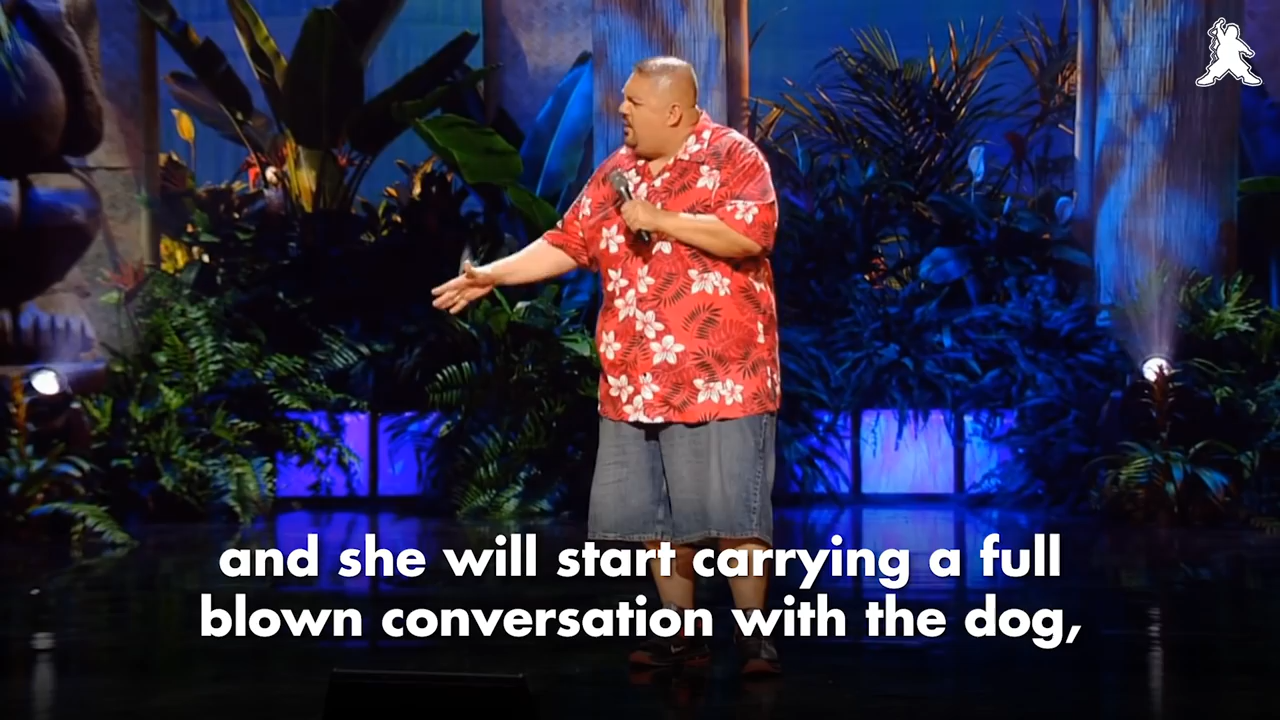 and she will start carrying a full
blown conversation with the dog,